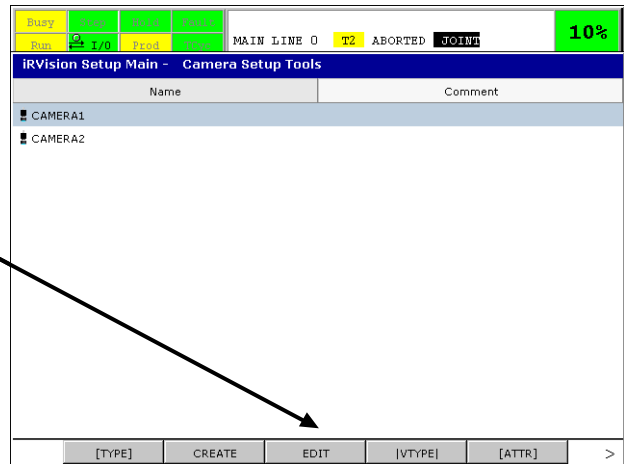 Busy Step Hold Fault
Run I/O Prod TCyc
MAIN LINE 0 T2 ABORTED JOINT
10%
iRVision Setup Main - Camera Setup Tools
Name Comment
CAMERA1
CAMERA2
[TYPE] CREATE EDIT |VTYPE| [ATTR] >